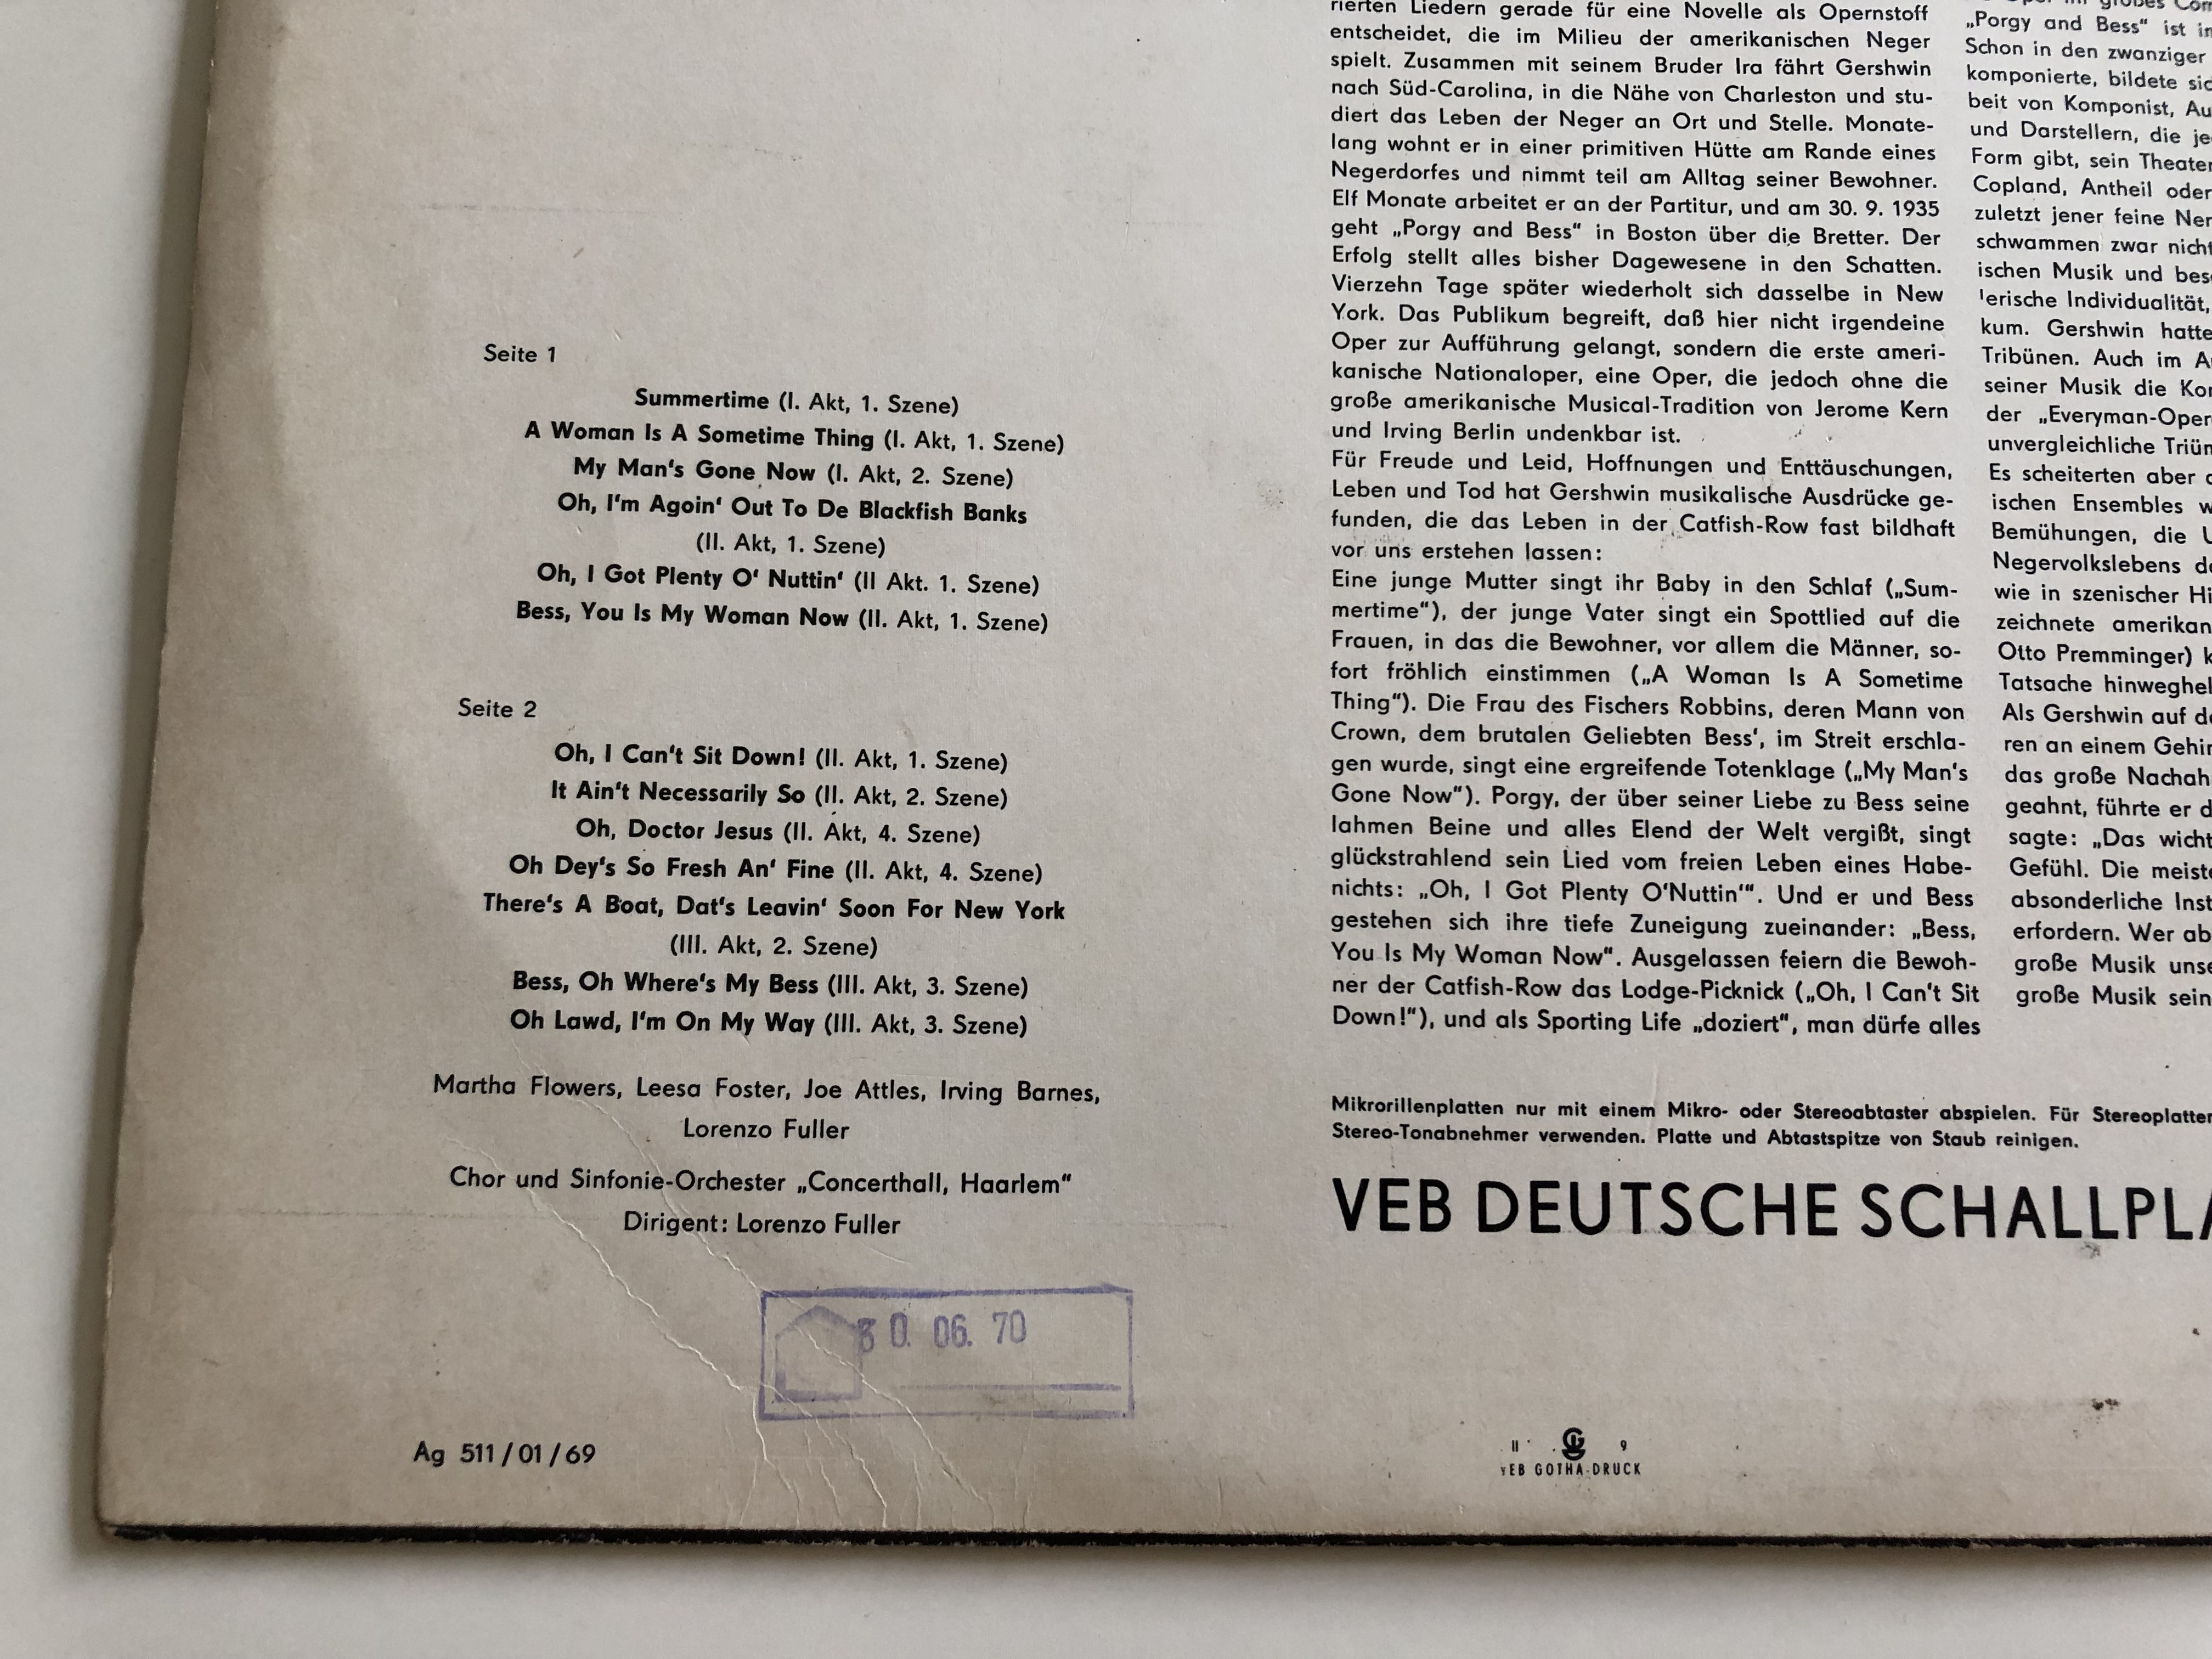 Seite 1
Summertime (I. Akt, 1. Szene)
A Woman Is A Sometime Thing (I. Akt, 1. Szene)
My Man's Gone Now (I. Akt, 2. Szene)
Oh, I'm Agoin' Out To De Blackfish Banks
(II. Akt, 1. Szene)
Oh, I Got Plenty O' Nuttin' (II Akt. 1. Szene)
Bess, You Is My Woman Now (II. Akt, 1. Szene)
Seite 2
Oh, I Can't Sit Down! (II. Akt, 1. Szene)
It Ain't Necessarily So (II. Akt, 2. Szene)
Oh, Doctor Jesus (II. Akt, 4. Szene)
Oh Dey's So Fresh An' Fine (II. Akt, 4. Szene)
There's A Boat, Dat's Leavin' Soon For New York
(III. Akt, 2. Szene)
Bess, Oh Where's My Bess (III. Akt, 3. Szene)
Oh Lawd, I'm On My Way (III. Akt, 3. Szene)
Martha Flowers, Leesa Foster, Joe Attles, Irving Barnes,
Lorenzo Fuller
Chor und Sinfonie-Orchester „Concerthall, Haarlem“
Dirigent: Lorenzo Fuller
30. 06. 70
Ag 511/01/69
rierten Liedern gerade für eine Novelle als Opernstoff
entscheidet, die im Milieu der amerikanischen Neger
spielt. Zusammen mit seinem Bruder Ira fährt Gershwin
nach Süd-Carolina, in die Nähe von Charleston und stu-
diert das Leben der Neger an Ort und Stelle. Monate-
lang wohnt er in einer primitiven Hütte am Rande eines
Negerdorfes und nimmt teil am Alltag seiner Bewohner.
Elf Monate arbeitet er an der Partitur, und am 30. 9. 1935
geht „Porgy and Bess“ in Boston über die Bretter. Der
Erfolg stellt alles bisher Dagewesene in den Schatten.
Vierzehn Tage später wiederholt sich dasselbe in New
York. Das Publikum begreift, daß hier nicht irgendeine
Oper zur Aufführung gelangt, sondern die erste ameri-
kanische Nationaloper, eine Oper, die jedoch ohne die
große amerikanische Musical-Tradition von Jerome Kern
und Irving Berlin undenkbar ist.
Für Freude und Leid, Hoffnungen und Enttäuschungen,
Leben und Tod hat Gershwin musikalische Ausdrücke ge-
funden, die das Leben in der Catfish-Row fast bildhaft
vor uns erstehen lassen:
Eine junge Mutter singt ihr Baby in den Schlaf („Sum-
mertime“), der junge Vater singt ein Spottlied auf die
Frauen, in das die Bewohner, vor allem die Männer, so-
fort fröhlich einstimmen („A Woman Is A Sometime
Thing“). Die Frau des Fischers Robbins, deren Mann von
Crown, dem brutalen Geliebten Bess', im Streit erschla-
gen wurde, singt eine ergreifende Totenklage („My Man's
Gone Now“). Porgy, der über seiner Liebe zu Bess seine
lahmen Beine und alles Elend der Welt vergißt, singt
glückstrahlend sein Lied vom freien Leben eines Habe-
nichts: „Oh, I Got Plenty O'Nuttin'“. Und er und Bess
gestehen sich ihre tiefe Zuneigung zueinander: „Bess,
You Is My Woman Now“. Ausgelassen feiern die Bewoh-
ner der Catfish-Row das Lodge-Picknick („Oh, I Can't Sit
Down!“), und als Sporting Life „doziert“, man dürfe alles
„Porgy and Bess“ ist
Schon in den zwanziger
komponierte, bildete
beit von Komponist,
und Darstellern, die
Form gibt, sein
Copland, Antheil oder
zuletzt jener feine
schwammen zwar
ischen Musik und
erische Individualität,
kum. Gershwin hatte
Tribünen. Auch im
seiner Musik die
der „Everyman-
unvergleichliche
Es scheiterten aber
ischen Ensembles
Bemühungen, die
Negervolkslebens
wie in szenischer
zeichnete
Otto Premminger)
Tatsache
Als Gershwin auf
ren an einem
das große
geahnt, führte er
sagte: „Das
Gefühl. Die
absonderliche
erfordern. Wer
große Musik
große Musik
Mikrorillenplatten nur mit einem Mikro- oder Stereoabtaster abspielen. Für
Stereo-Tonabnehmer verwenden. Platte und Abtastspitze von Staub reinigen.
VEB DEUTSCHE SCHALLPLA
VEB GOTHA-DRUCK